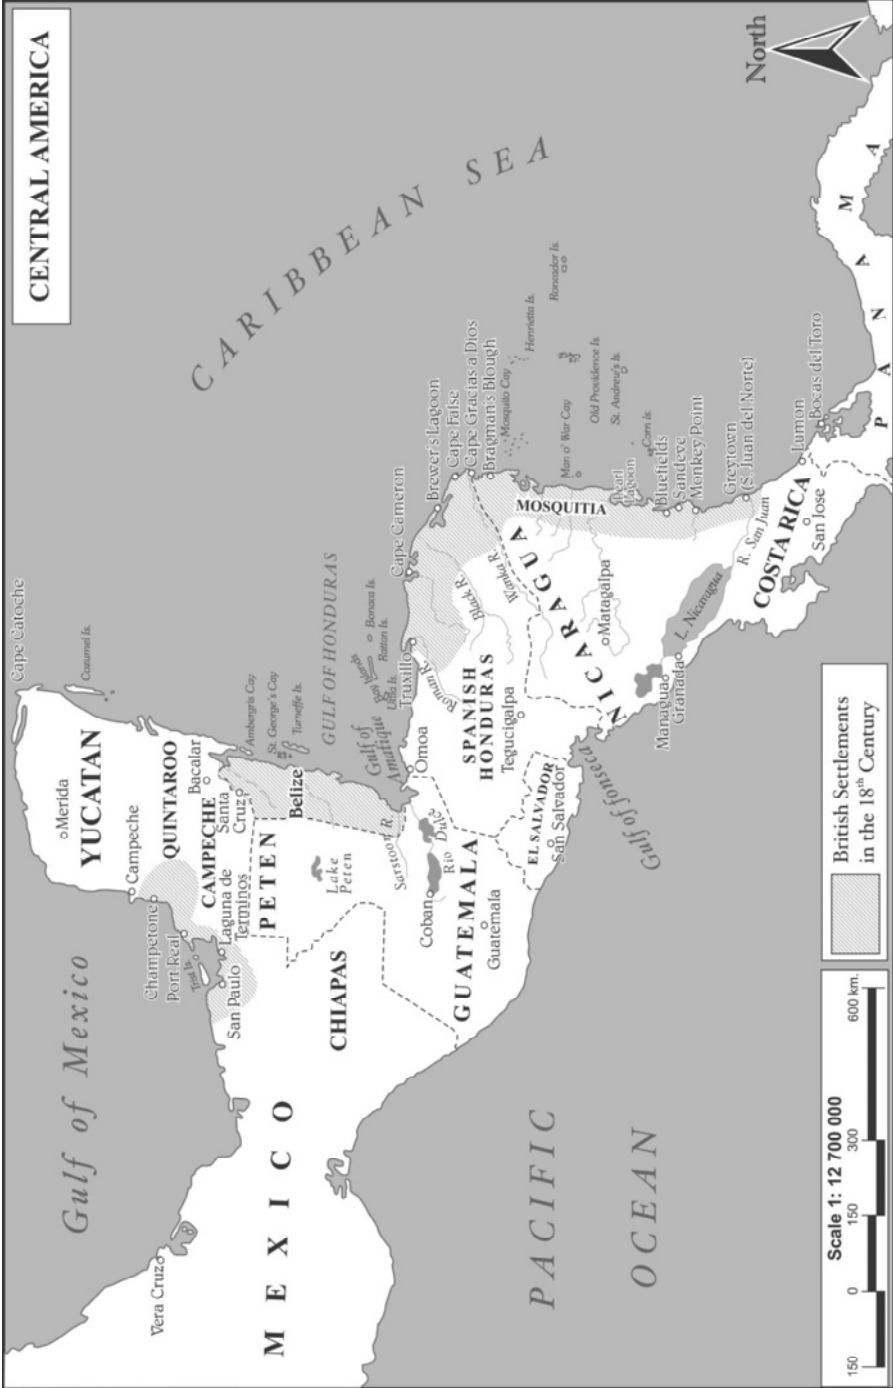 CENTRAL AMERICA
North
Gulf of Mexico
CARIBBEAN SEA
PACIFIC
OCEAN
GULF OF HONDURAS
Gulf of
Amatique
Gulf of Fonseca
MEXICO
Vera Cruz
CHIAPAS
YUCATAN
Merida
Cape Catoche
Cozumel Is.
Campeche
Champetone
Port Real
Trist Is.
San Paulo
Laguna de
Terminos
QUINTAROO
CAMPECHE
Bacalar
Santa
Cruz
PETEN
Lake
Peten
Belize
Ambergris Cay
St. George's Cay
Turneffe Is.
Sarstoon R.
Rio
Dulce
Coban
GUATEMALA
Guatemala
EL SALVADOR
San Salvador
Omoa
Truxillo
Bay Islands
Utila Is.
Rattan Is.
Bonaca Is.
Roman R.
SPANISH
HONDURAS
Tegucigalpa
Cape Cameron
Brewer's Lagoon
Cape False
Cape Gracias a Dios
Bragman's Blough
Black R.
Wanks R.
NICARAGUA
MOSQUITIA
Matagalpa
Managua
Granada
L. Nicaragua
R. San Juan
Mosquito Cay
Henrietta Is.
Roncador Is.
Man o' War Cay
Old Providence Is.
St. Andrew's Is.
Corn Is.
Pearl
Lagoon
Bluefields
Sandeve
Monkey Point
Greytown
(S. Juan del Norte)
COSTA RICA
San Jose
Lumon
Bocas del Toro
PANAMA
British Settlements
in the 18th Century
Scale 1: 12 700 000
150 0 150 300 600 km.